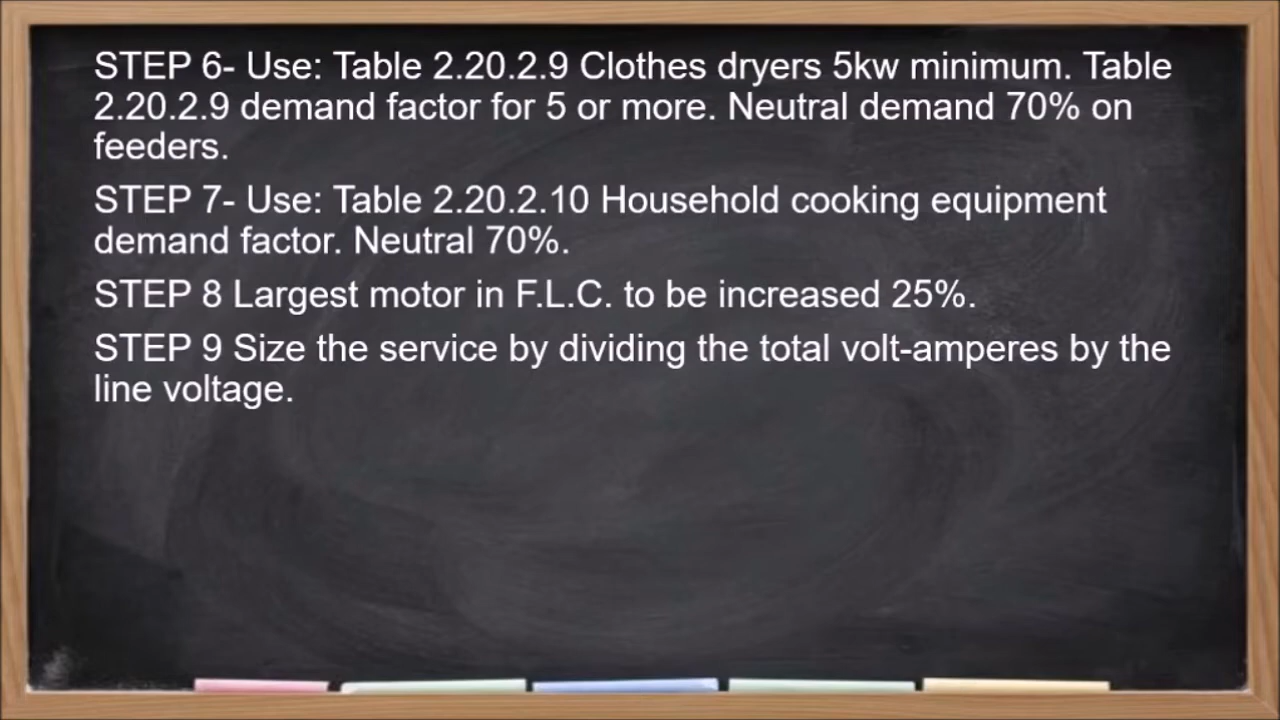 STEP 6- Use: Table 2.20.2.9 Clothes dryers 5kw minimum. Table
2.20.2.9 demand factor for 5 or more. Neutral demand 70% on
feeders.
STEP 7- Use: Table 2.20.2.10 Household cooking equipment
demand factor. Neutral 70%.
STEP 8 Largest motor in F.L.C. to be increased 25%.
STEP 9 Size the service by dividing the total volt-amperes by the
line voltage.